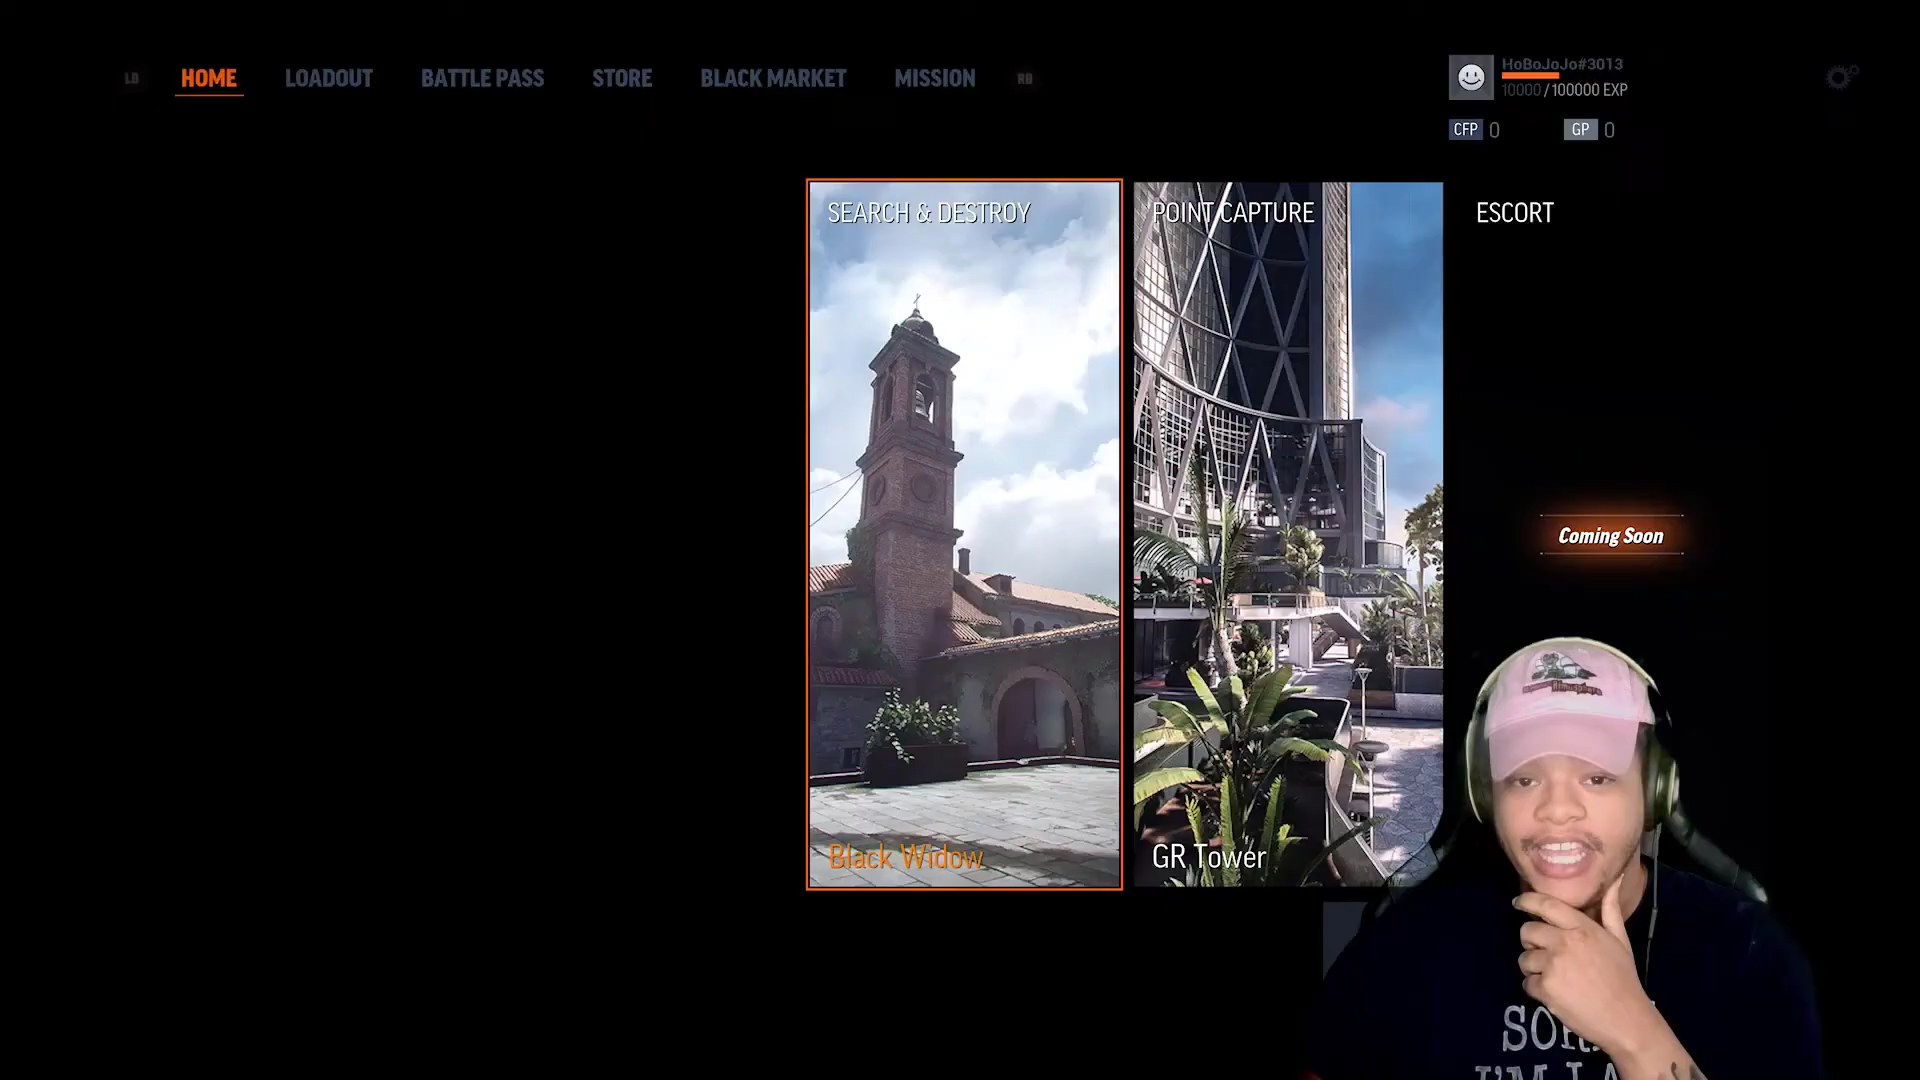 LB
HOME
LOADOUT
BATTLE PASS
STORE
BLACK MARKET
MISSION
RB
HoBoJoJo#3013
10000/100000 EXP
CFP 0
GP 0
SEARCH & DESTROY
POINT CAPTURE
ESCORT
Coming Soon
Black Widow
GR Tower
I'M LA